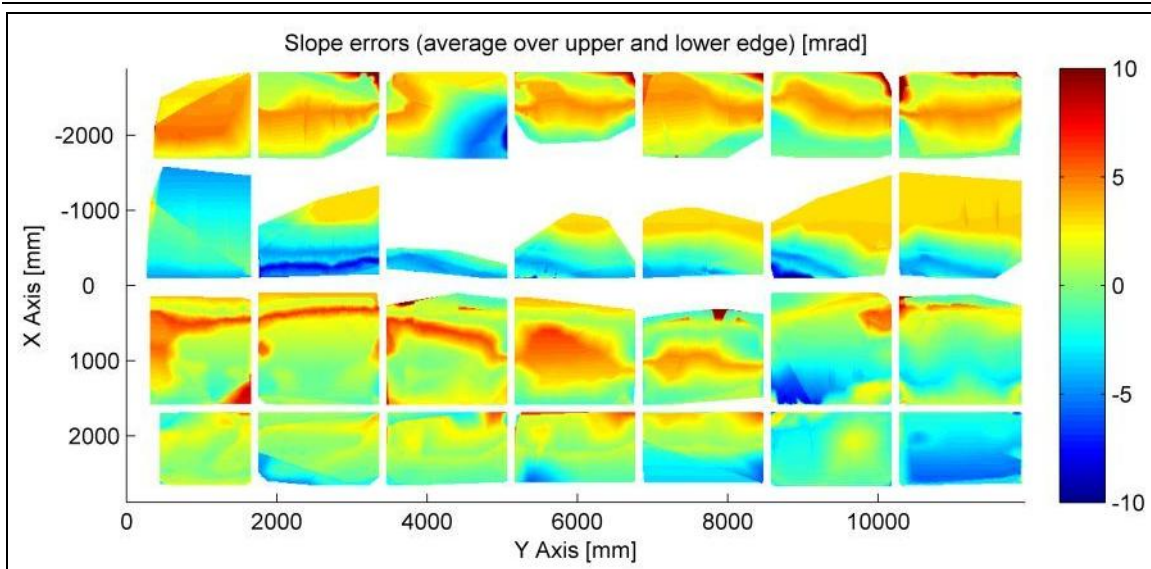 Slope errors (average over upper and lower edge) [mrad]
10
5
0
-5
-10
X Axis [mm]
-2000
-1000
0
1000
2000
0 2000 4000 6000 8000 10000
Y Axis [mm]